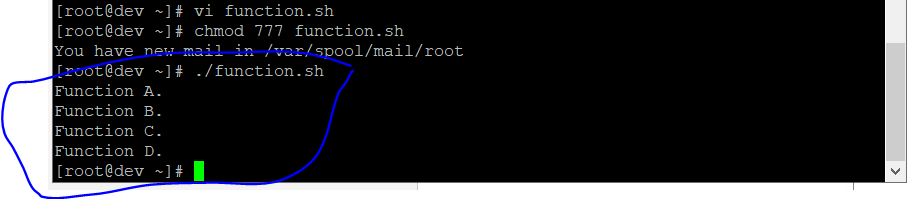 [root@dev ~]# vi function.sh
[root@dev ~]# chmod 777 function.sh
You have new mail in /var/spool/mail/root
[root@dev ~]# ./function.sh
Function A.
Function B.
Function C.
Function D.
[root@dev ~]#